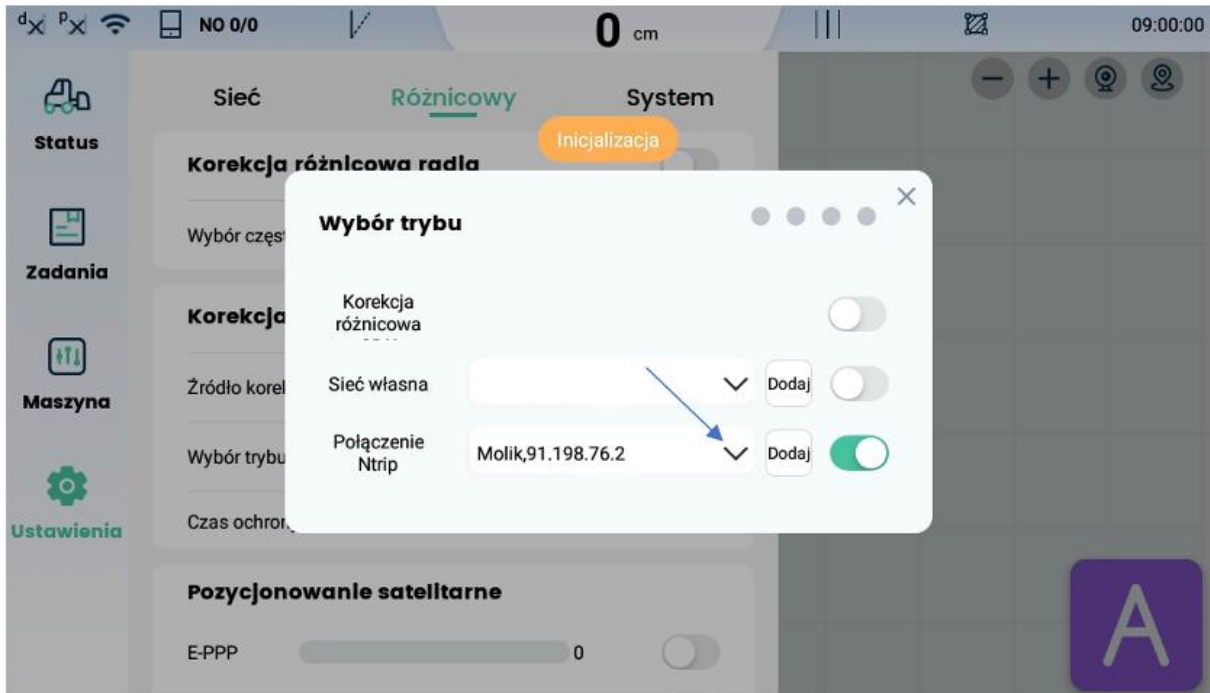 d p NO 0/0 0 cm 09:00:00
Status
Zadania
Maszyna
Ustawienia
Sieć Różnicowy System
Inicjalizacja
Korekcja różnicowa radia
Wybór częs
Korekcja
Źródło korel
Wybór trybu
Czas ochron
Wybór trybu
Korekcja
różnicowa
Sieć własna Dodaj
Połączenie
Ntrip
Molik,91.198.76.2 Dodaj
Pozycjonowanie satelitarne
E-PPP 0
A